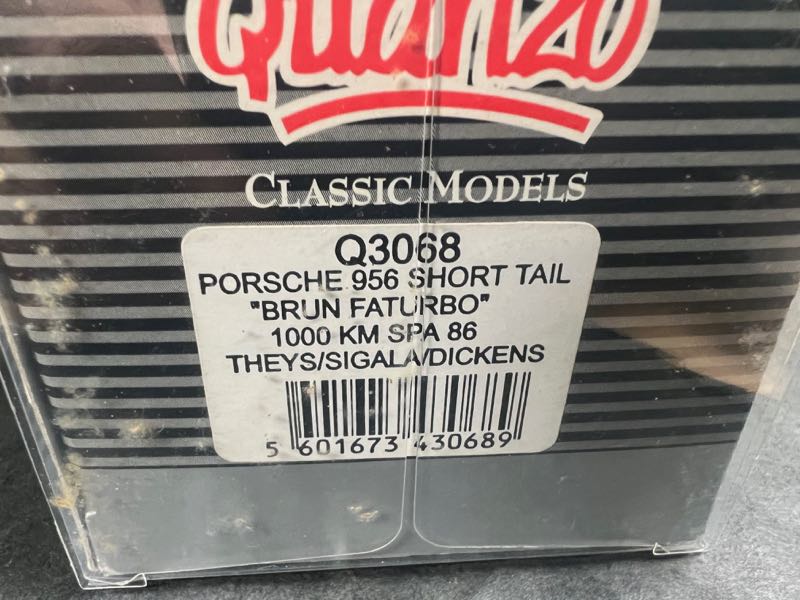 Quanzo
CLASSIC MODELS
Q3068
PORSCHE 956 SHORT TAIL
"BRUN FATURBO"
1000 KM SPA 86
THEYS/SIGALA/DICKENS
5 601673 430689